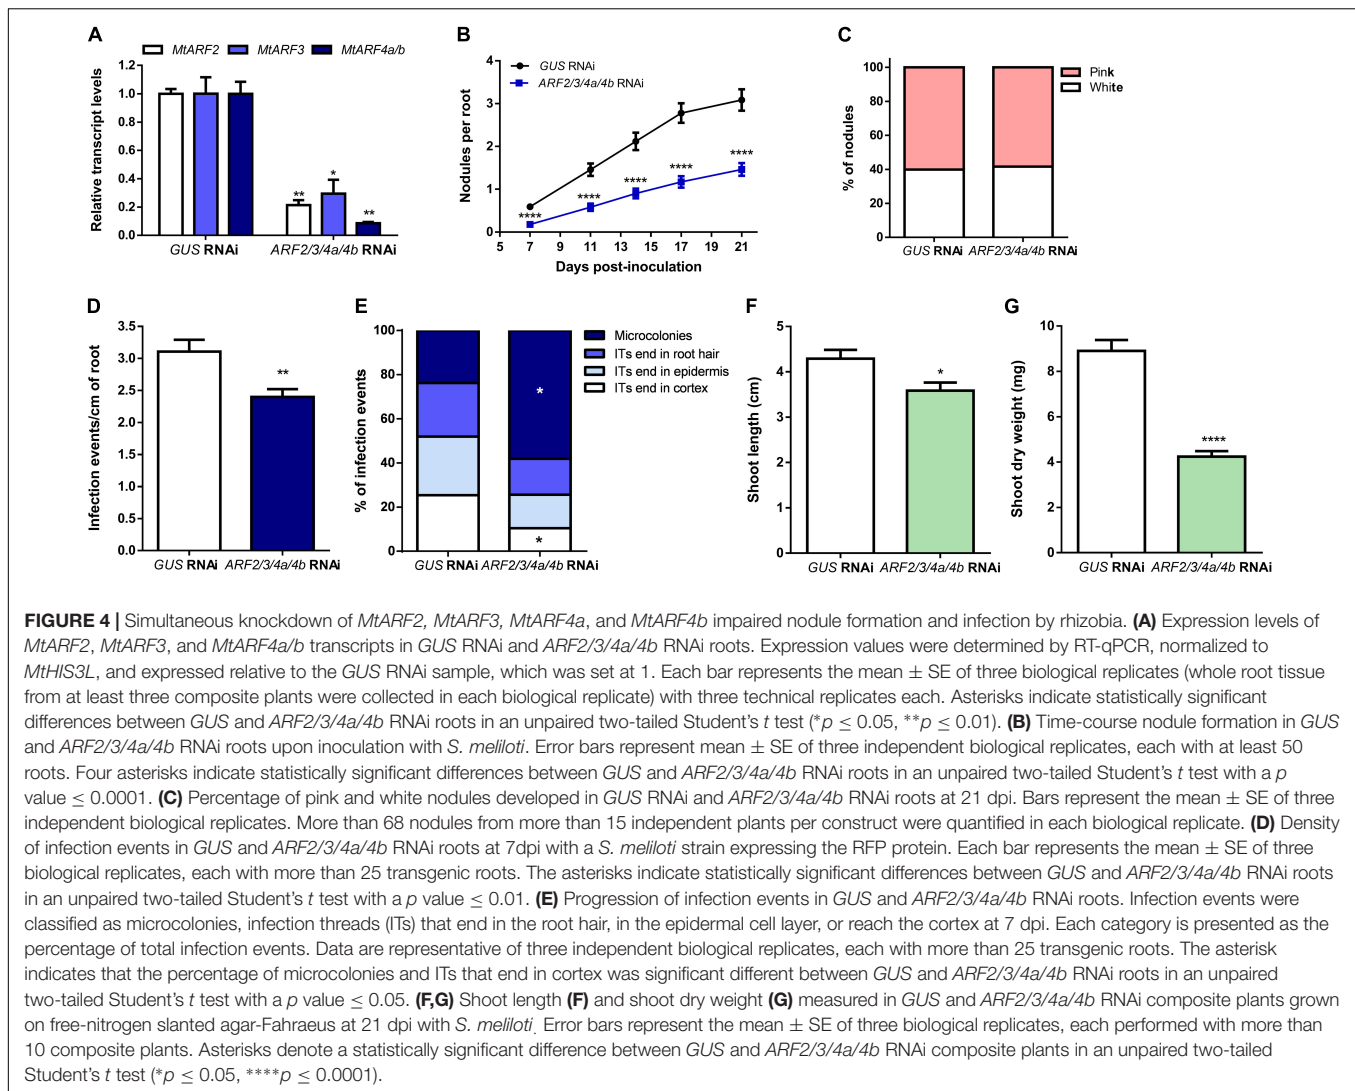 A
MtARF2 MtARF3 MtARF4a/b
Relative transcript levels
1.2
1.0
0.8
0.6
0.4
0.2
0.0
** * **
GUS RNAi ARF2/3/4a/4b RNAi
B
GUS RNAi
ARF2/3/4a/4b RNAi
Nodules per root
4
3
2
1
0
**** **** **** **** ****
5 7 9 11 13 15 17 19 21
Days post-inoculation
C
Pink
White
% of nodules
100
80
60
40
20
0
GUS RNAi ARF2/3/4a/4b RNAi
D
Infection events/cm of root
3.5
3.0
2.5
2.0
1.5
1.0
0.5
0.0
**
GUS RNAi ARF2/3/4a/4b RNAi
E
Microcolonies
ITs end in root hair
ITs end in epidermis
ITs end in cortex
% of infection events
100
80
60
40
20
0
*
*
GUS RNAi ARF2/3/4a/4b RNAi
F
Shoot length (cm)
5
4
3
2
1
0
*
GUS RNAi ARF2/3/4a/4b RNAi
G
Shoot dry weight (mg)
10
8
6
4
2
0
****
GUS RNAi ARF2/3/4a/4b RNAi
FIGURE 4 | Simultaneous knockdown of MtARF2, MtARF3, MtARF4a, and MtARF4b impaired nodule formation and infection by rhizobia. (A) Expression levels of
MtARF2, MtARF3, and MtARF4a/b transcripts in GUS RNAi and ARF2/3/4a/4b RNAi roots. Expression values were determined by RT-qPCR, normalized to
MtHIS3L, and expressed relative to the GUS RNAi sample, which was set at 1. Each bar represents the mean ± SE of three biological replicates (whole root tissue
from at least three composite plants were collected in each biological replicate) with three technical replicates each. Asterisks indicate statistically significant
differences between GUS and ARF2/3/4a/4b RNAi roots in an unpaired two-tailed Student's t test (*p ≤ 0.05, **p ≤ 0.01). (B) Time-course nodule formation in GUS
and ARF2/3/4a/4b RNAi roots upon inoculation with S. meliloti. Error bars represent mean ± SE of three independent biological replicates, each with at least 50
roots. Four asterisks indicate statistically significant differences between GUS and ARF2/3/4a/4b RNAi roots in an unpaired two-tailed Student's t test with a p
value ≤ 0.0001. (C) Percentage of pink and white nodules developed in GUS RNAi and ARF2/3/4a/4b RNAi roots at 21 dpi. Bars represent the mean ± SE of three
independent biological replicates. More than 68 nodules from more than 15 independent plants per construct were quantified in each biological replicate. (D) Density
of infection events in GUS and ARF2/3/4a/4b RNAi roots at 7dpi with a S. meliloti strain expressing the RFP protein. Each bar represents the mean ± SE of three
biological replicates, each with more than 25 transgenic roots. The asterisks indicate statistically significant differences between GUS and ARF2/3/4a/4b RNAi roots
in an unpaired two-tailed Student's t test with a p value ≤ 0.01. (E) Progression of infection events in GUS and ARF2/3/4a/4b RNAi roots. Infection events were
classified as microcolonies, infection threads (ITs) that end in the root hair, in the epidermal cell layer, or reach the cortex at 7 dpi. Each category is presented as the
percentage of total infection events. Data are representative of three independent biological replicates, each with more than 25 transgenic roots. The asterisk
indicates that the percentage of microcolonies and ITs that end in cortex was significant different between GUS and ARF2/3/4a/4b RNAi roots in an unpaired
two-tailed Student's t test with a p value ≤ 0.05. (F,G) Shoot length (F) and shoot dry weight (G) measured in GUS and ARF2/3/4a/4b RNAi composite plants grown
on free-nitrogen slanted agar-Fahraeus at 21 dpi with S. meliloti. Error bars represent the mean ± SE of three biological replicates, each performed with more than
10 composite plants. Asterisks denote a statistically significant difference between GUS and ARF2/3/4a/4b RNAi composite plants in an unpaired two-tailed
Student's t test (*p ≤ 0.05, ****p ≤ 0.0001).